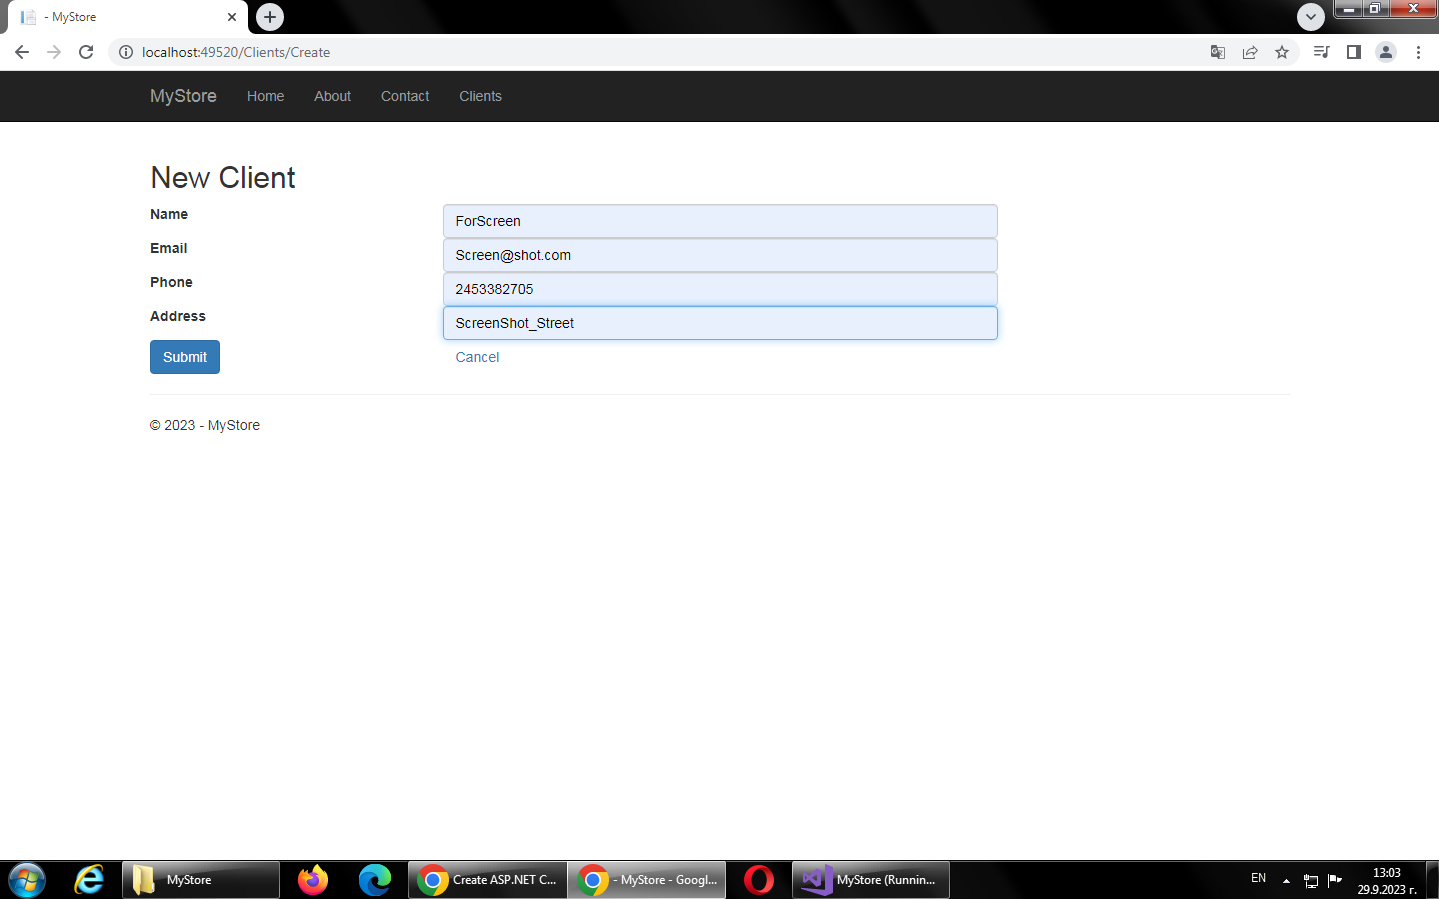 - MyStore
localhost:49520/Clients/Create
MyStore Home About Contact Clients
New Client
Name ForScreen
Email Screen@shot.com
Phone 2453382705
Address ScreenShot_Street
Submit Cancel
© 2023 - MyStore
MyStore Create ASP.NET C... - MyStore - Googl... MyStore (Runnin... EN 13:03
29.9.2023 г.